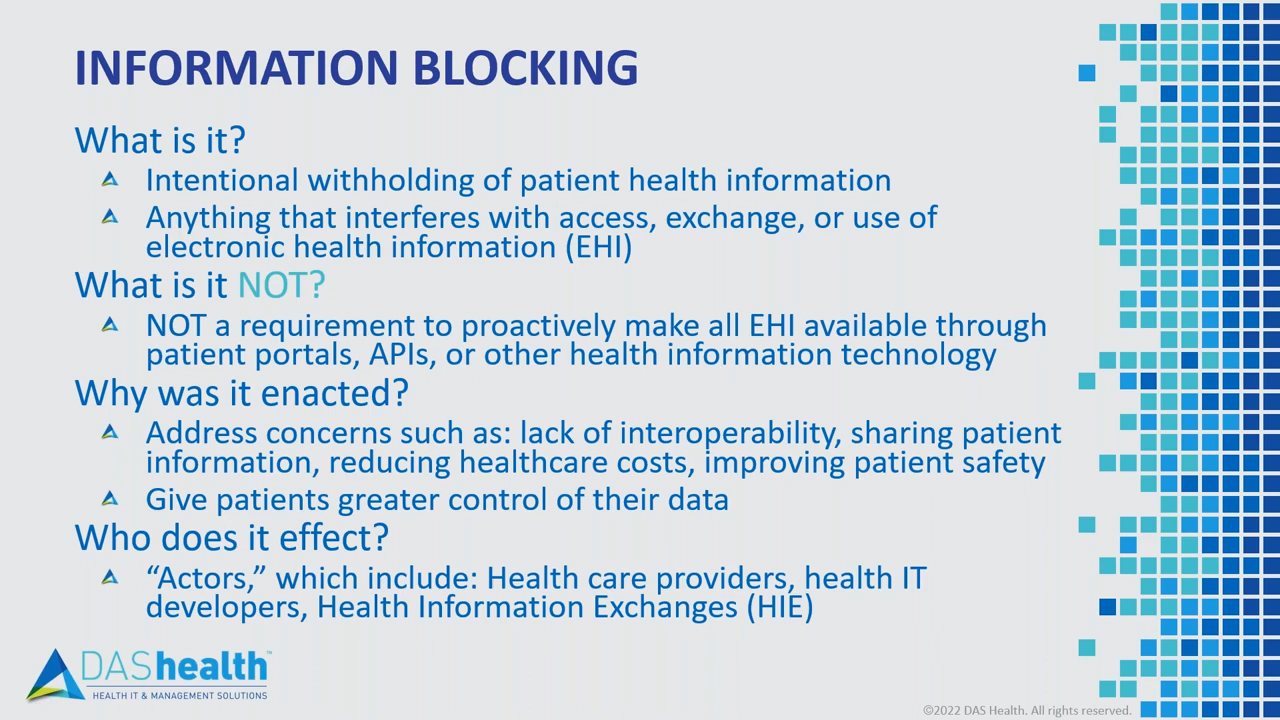 INFORMATION BLOCKING
What is it?
Intentional withholding of patient health information
Anything that interferes with access, exchange, or use of
electronic health information (EHI)
What is it NOT?
NOT a requirement to proactively make all EHI available through
patient portals, APIs, or other health information technology
Why was it enacted?
Address concerns such as: lack of interoperability, sharing patient
information, reducing healthcare costs, improving patient safety
Give patients greater control of their data
Who does it effect?
“Actors,” which include: Health care providers, health IT
developers, Health Information Exchanges (HIE)
DAShealth™
HEALTH IT & MANAGEMENT SOLUTIONS
©2022 DAS Health. All rights reserved.